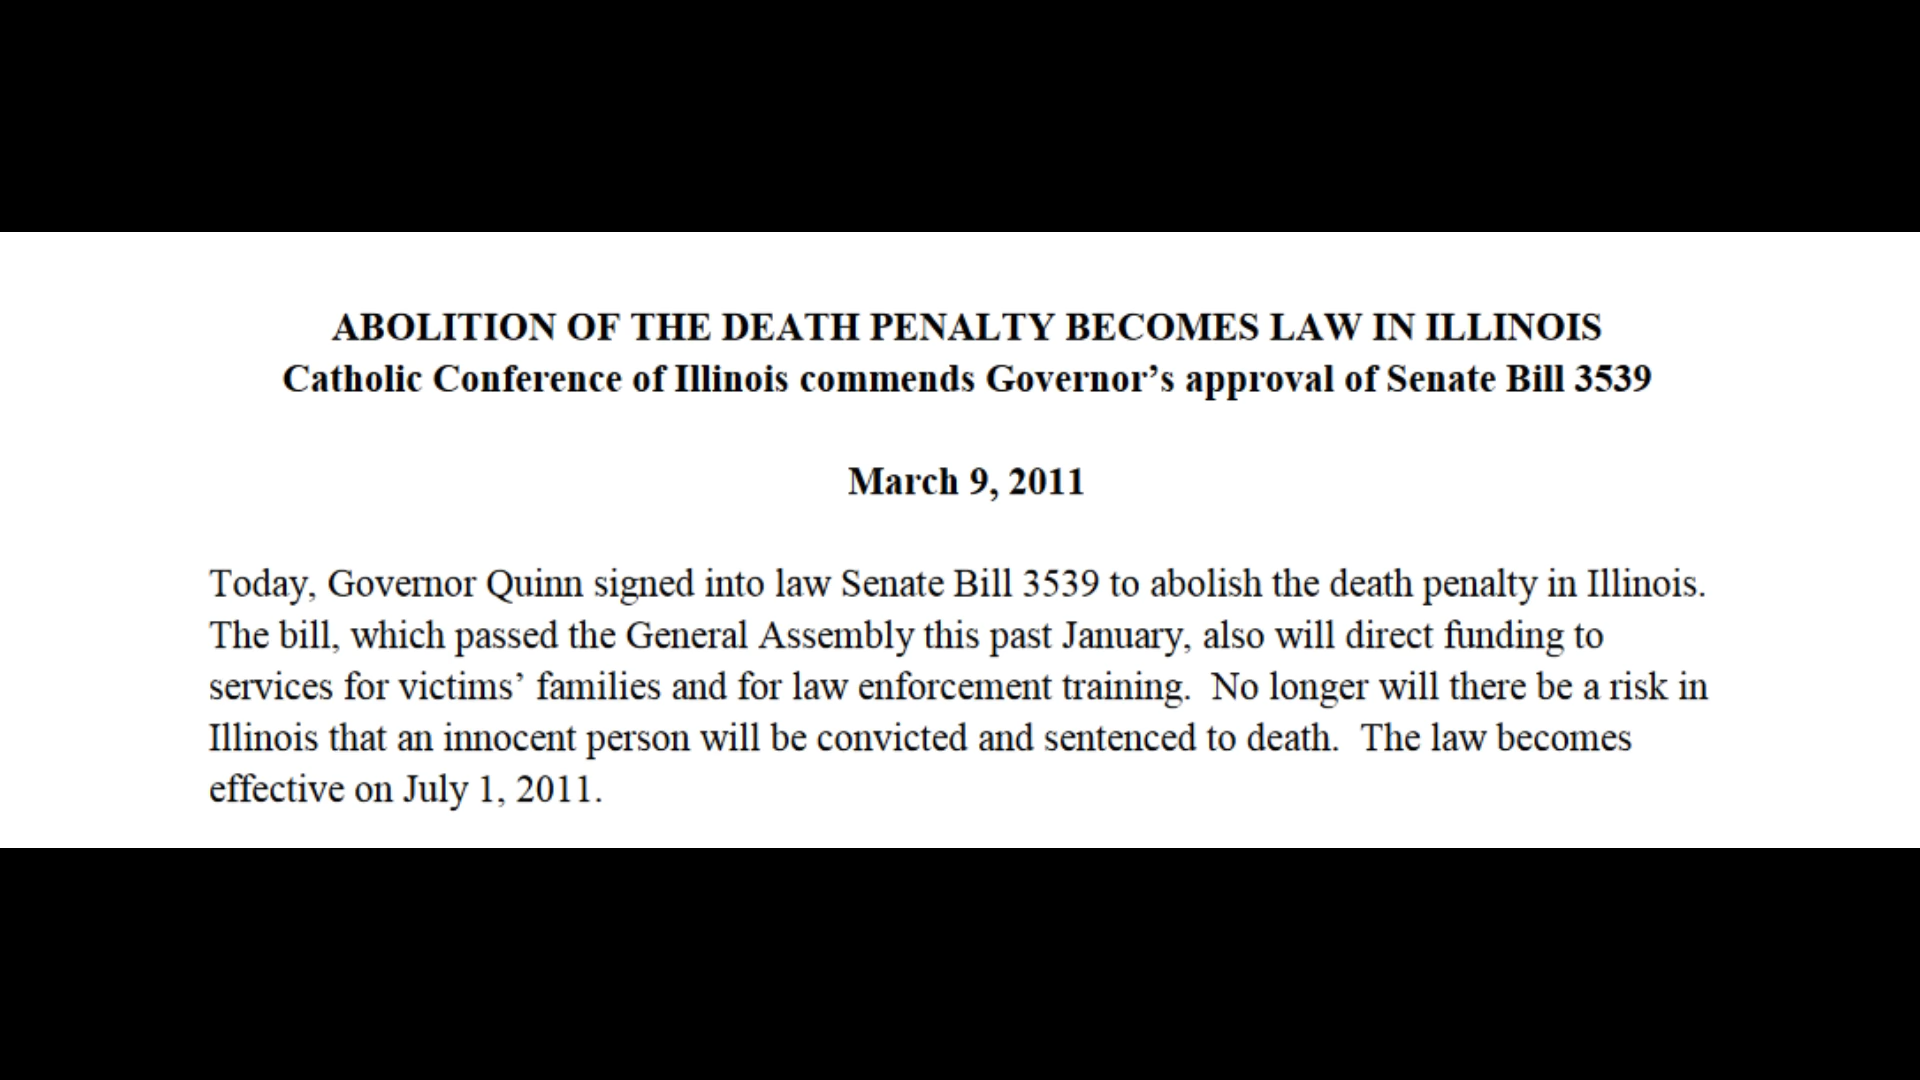 ABOLITION OF THE DEATH PENALTY BECOMES LAW IN ILLINOIS
Catholic Conference of Illinois commends Governor’s approval of Senate Bill 3539
March 9, 2011
Today, Governor Quinn signed into law Senate Bill 3539 to abolish the death penalty in Illinois.
The bill, which passed the General Assembly this past January, also will direct funding to
services for victims’ families and for law enforcement training.  No longer will there be a risk in
Illinois that an innocent person will be convicted and sentenced to death.  The law becomes
effective on July 1, 2011.